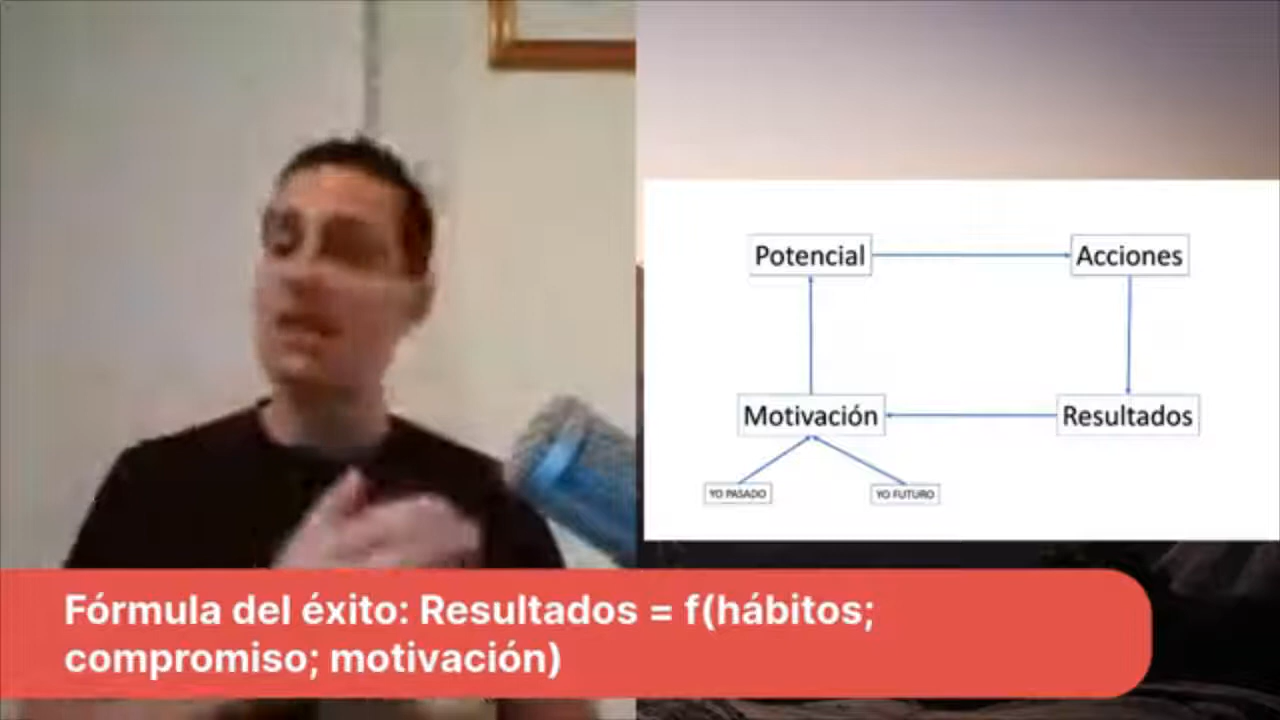 Potencial
Acciones
Motivación
Resultados
YO PASADO
YO FUTURO
Fórmula del éxito: Resultados = f(hábitos;
compromiso; motivación)